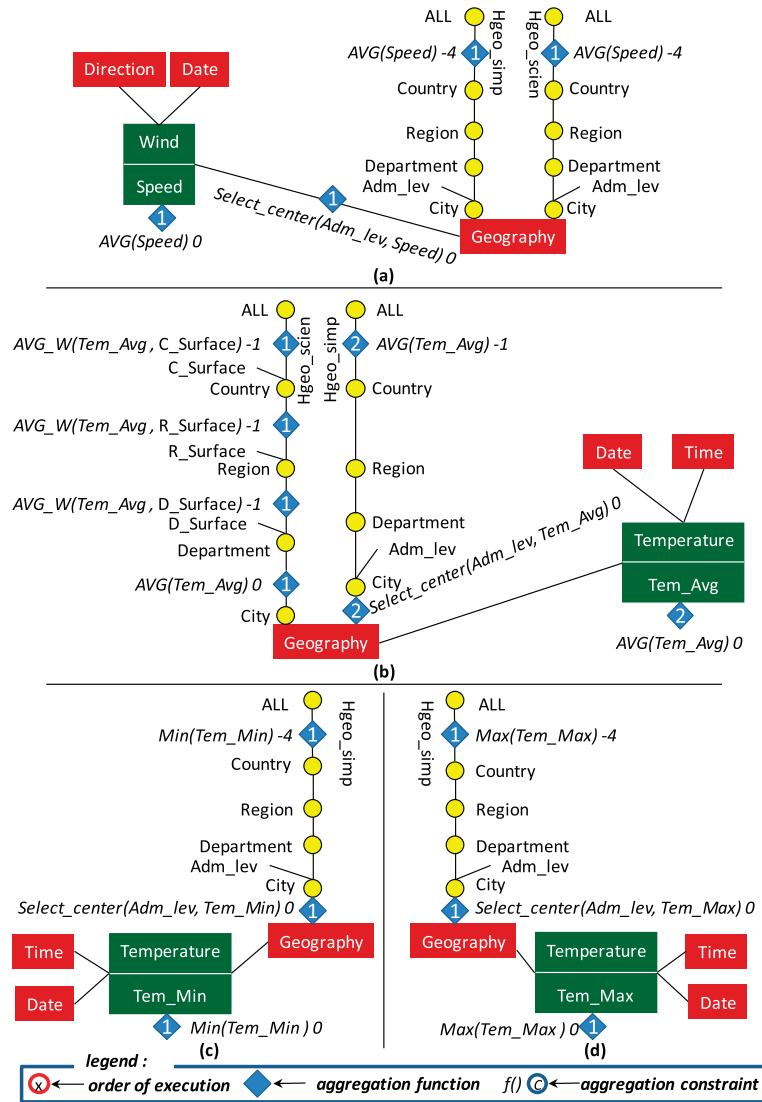 ALL
ALL
Hgeo_simp
Hgeo_scien
AVG(Speed) -4
1
1
AVG(Speed) -4
Direction
Date
Country
Country
Wind
Region
Region
Department
Department
Speed
Adm_lev
Adm_lev
1
1
Select_center(Adm_lev, Speed) 0
City
City
AVG(Speed) 0
Geography
(a)
ALL
ALL
Hgeo_scien
Hgeo_simp
AVG_W(Tem_Avg , C_Surface) -1
1
2
AVG(Tem_Avg) -1
C_Surface
Country
Country
AVG_W(Tem_Avg , R_Surface) -1
1
R_Surface
Region
Region
Date
Time
AVG_W(Tem_Avg , D_Surface) -1
1
D_Surface
Department
Department
Adm_lev
Select_center(Adm_lev, Tem_Avg) 0
Temperature
AVG(Tem_Avg) 0
1
City
Tem_Avg
City
2
2
Geography
AVG(Tem_Avg) 0
(b)
ALL
Hgeo_simp
Min(Tem_Min) -4
1
Country
Region
Department
Adm_lev
City
Select_center(Adm_lev, Tem_Min) 0
1
Geography
Time
Temperature
Date
Tem_Min
1
Min(Tem_Min ) 0
(c)
ALL
Hgeo_simp
1
Max(Tem_Max) -4
Country
Region
Department
Adm_lev
City
1
Select_center(Adm_lev, Tem_Max) 0
Geography
Temperature
Time
Tem_Max
Date
Max(Tem_Max ) 0
1
(d)
legend :
x
order of execution
aggregation function
f()
C
aggregation constraint